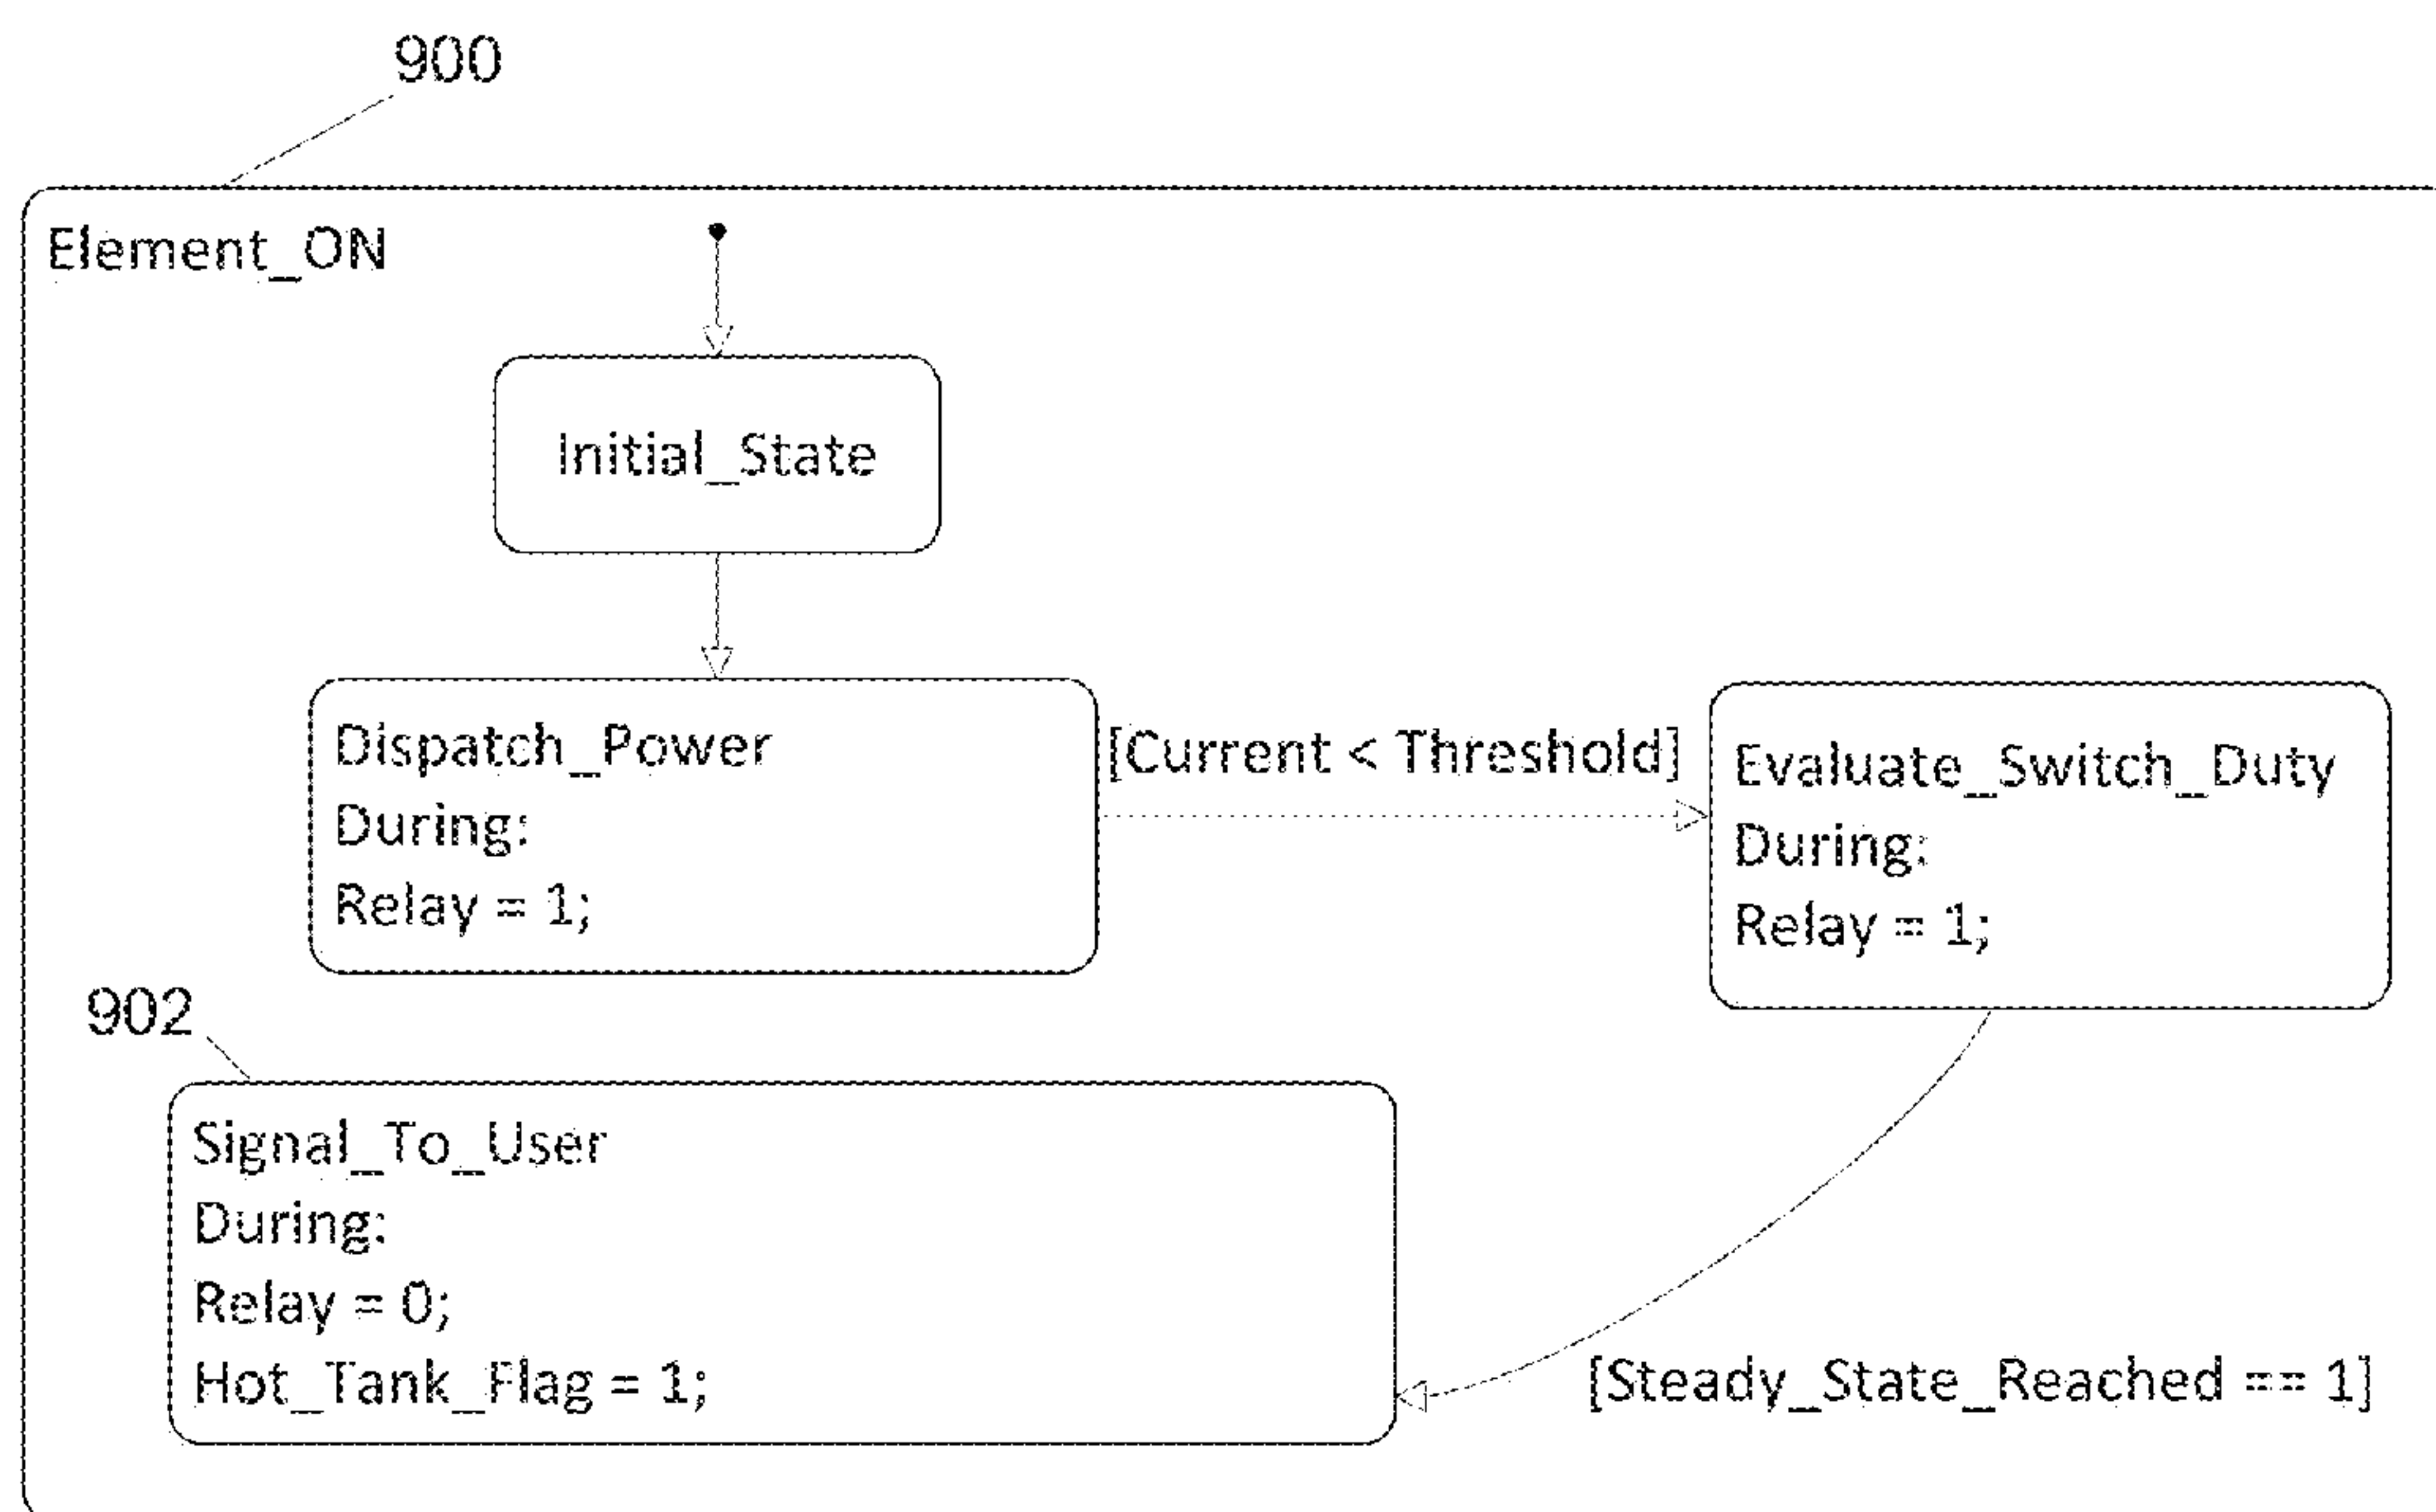 900
Element_ON
Initial_State
Dispatch_Power
During:
Relay = 1;
[Current < Threshold]
Evaluate_Switch_Duty
During:
Relay = 1;
902
Signal_To_User
During:
Relay = 0;
Hot_Tank_Flag = 1;
[Steady_State_Reached == 1]